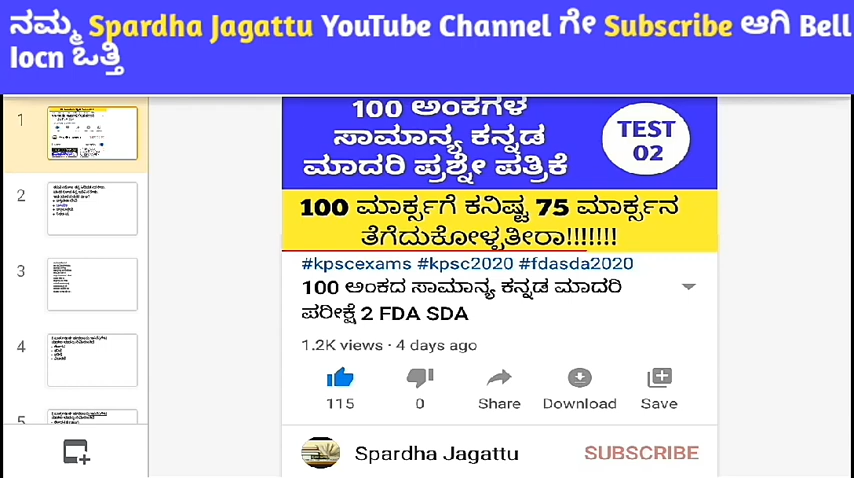 ನಮ್ಮ Spardha Jagattu YouTube Channel ಗೇ Subscribe ಆಗಿ Bell
Iocn ಒತ್ತಿ
1
2
3
4
5
100 ಅಂಕಗಳ
ಸಾಮಾನ್ಯ ಕನ್ನಡ
ಮಾದರಿ ಪ್ರಶ್ನೇ ಪತ್ರಿಕೆ
TEST
02
100 ಮಾರ್ಕ್ಸಗೆ ಕನಿಷ್ಟ 75 ಮಾರ್ಕ್ಸನ
ತೆಗೆದುಕೋಳ್ಳತೀರಾ!!!!!!!
#kpscexams #kpsc2020 #fdasda2020
100 ಅಂಕದ ಸಾಮಾನ್ಯ ಕನ್ನಡ ಮಾದರಿ
ಪರೀಕ್ಷೆ 2 FDA SDA
1.2K views · 4 days ago
115
0
Share
Download
Save
Spardha Jagattu
SUBSCRIBE